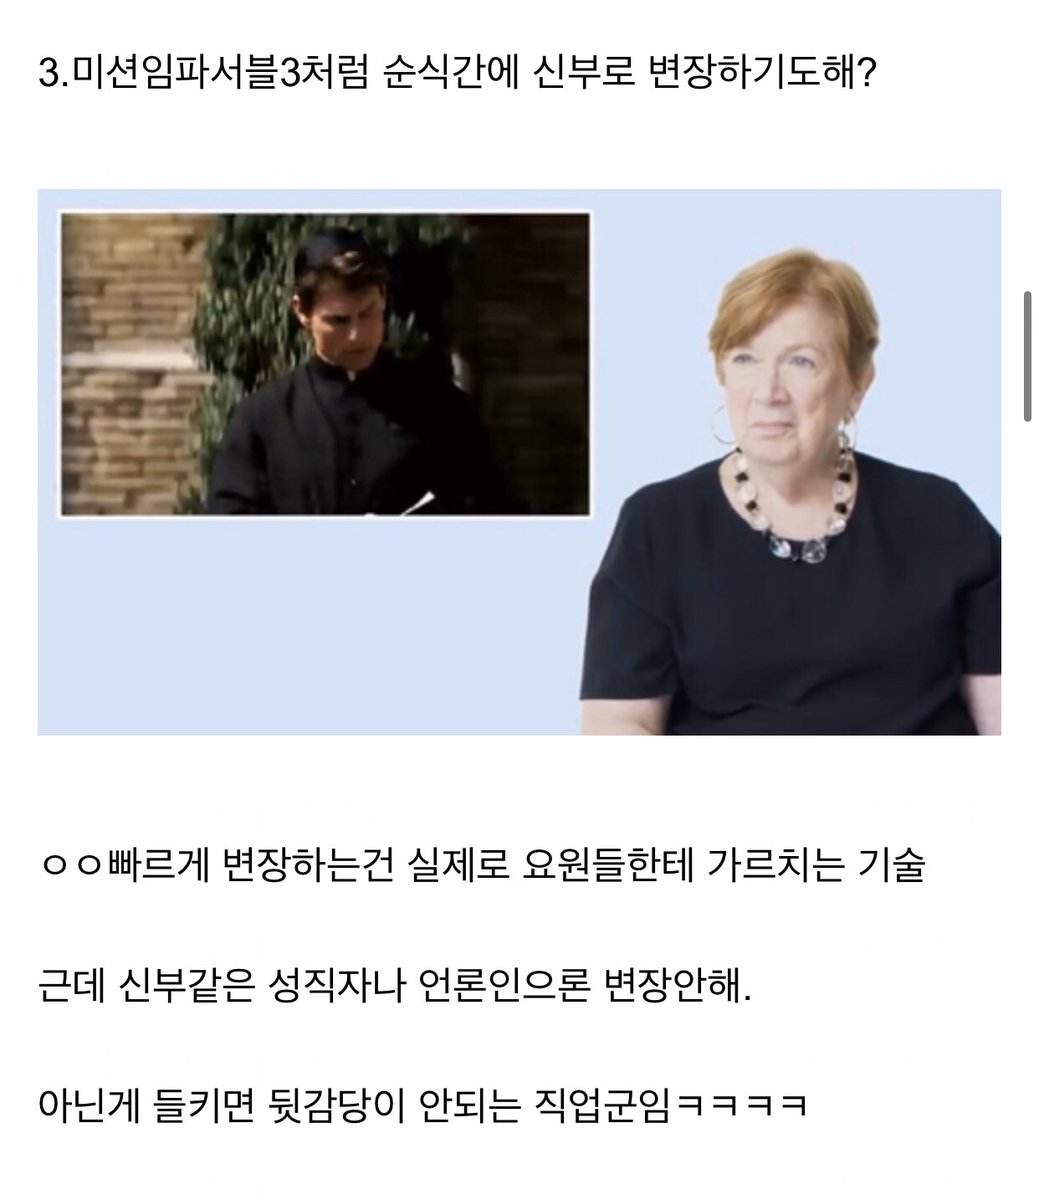 3.미션임파서블3처럼 순식간에 신부로 변장하기도해?
ㅇㅇ빠르게 변장하는건 실제로 요원들한테 가르치는 기술
근데 신부같은 성직자나 언론인으론 변장안해.
아닌게 들키면 뒷감당이 안되는 직업군임ㅋㅋㅋㅋ